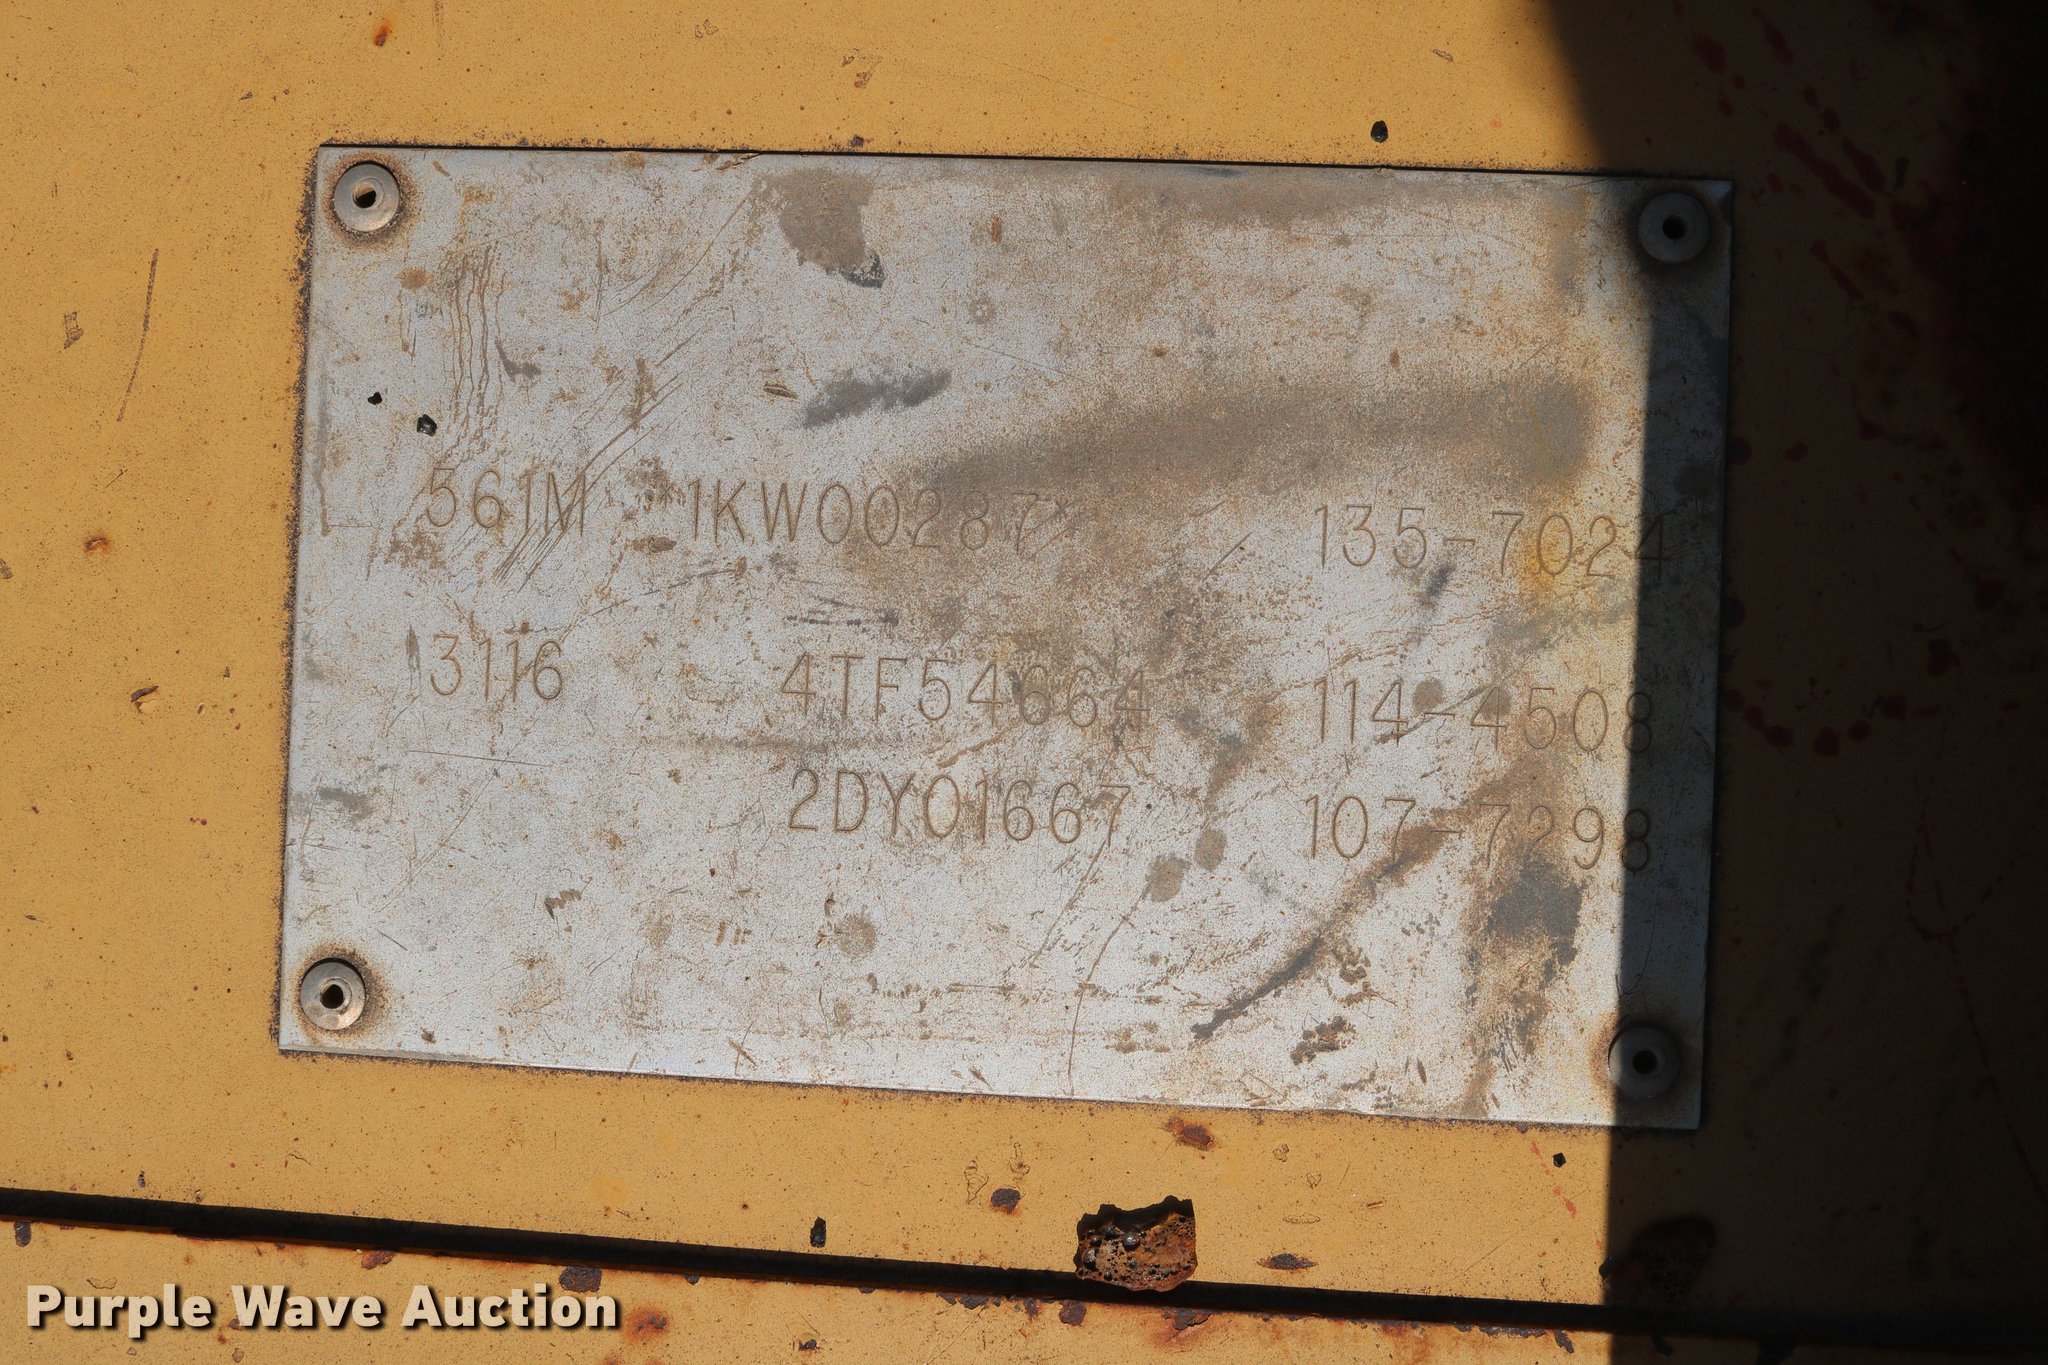 561M *1KW00287* 135-7024
3116 4TF54664 114-4508
2DY01667 107-7298
Purple Wave Auction